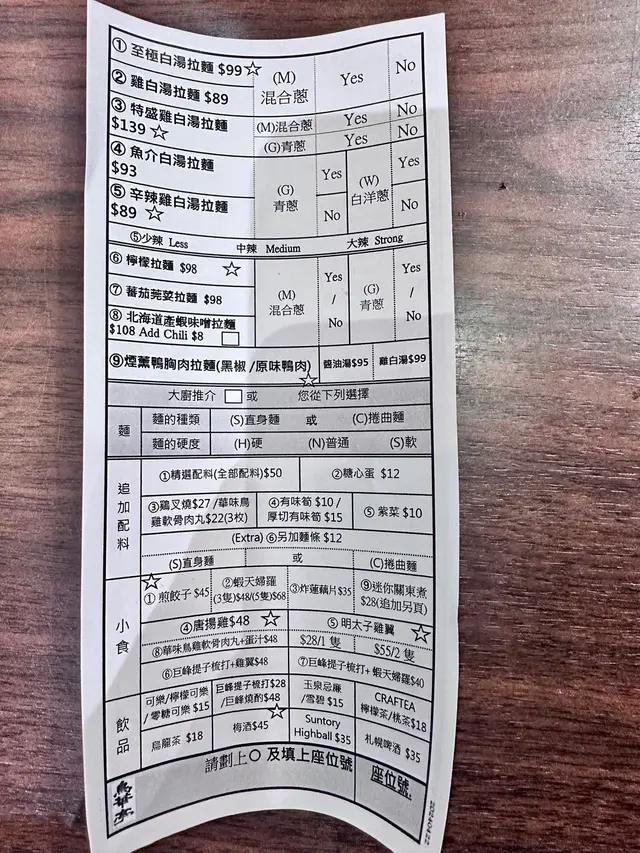 ①至極白湯拉麵 $99☆
(M)
混合蔥
Yes
No
②雞白湯拉麵 $89
③特盛雞白湯拉麵
$139 ☆
(M)混合蔥
Yes
No
(G)青蔥
Yes
No
④魚介白湯拉麵
$93
(G)
青蔥
Yes
No
(W)
白洋蔥
Yes
No
⑤辛辣雞白湯拉麵
$89 ☆
⑤少辣 Less 中辣 Medium 大辣 Strong
⑥檸檬拉麵 $98 ☆
(M)
混合蔥
Yes
/
No
(G)
青蔥
Yes
/
No
⑦蕃茄芫荽拉麵 $98
⑧北海道產蝦味噌拉麵
$108 Add Chili $8
⑨煙薰鴨胸肉拉麵(黑椒/原味鴨肉)☆
醬油湯$95
雞白湯$99
大廚推介 或 您從下列選擇
麵
麵的種類
(S)直身麵 或 (C)捲曲麵
麵的硬度
(H)硬 (N)普通 (S)軟
追加配料
①精選配料(全部配料)$50
②糖心蛋 $12
③鷄叉燒$27 /華味鳥
雞軟骨肉丸$22(3枚)
④有味筍 $10 /
厚切有味筍 $15
⑤ 紫菜 $10
(Extra) ⑥另加麵條 $12
(S)直身麵 或 (C)捲曲麵
小食
☆
①煎餃子 $45
②蝦天婦羅
(3隻)$48/(5隻)$68
③炸蓮藕片$35
⑨迷你關東煮
$28(追加另頁)
④唐揚雞$48 ☆
⑤ 明太子雞翼 ☆
$28/1 隻
$55/2 隻
⑧華味鳥雞軟骨肉丸+蛋汁$48
⑥巨峰提子梳打+雞翼$48
⑦巨峰提子梳打+ 蝦天婦羅$40
飲品
可樂/檸檬可樂
/零糖可樂 $15
巨峰提子梳打$28
/巨峰燒酌$48
玉泉忌廉
/雪碧 $15
CRAFTEA
檸檬茶/桃茶$18
烏龍茶 $18
梅酒$45 ☆
Suntory
Highball $35
札幌啤酒 $35
請劃上○ 及填上座位號
座位號: